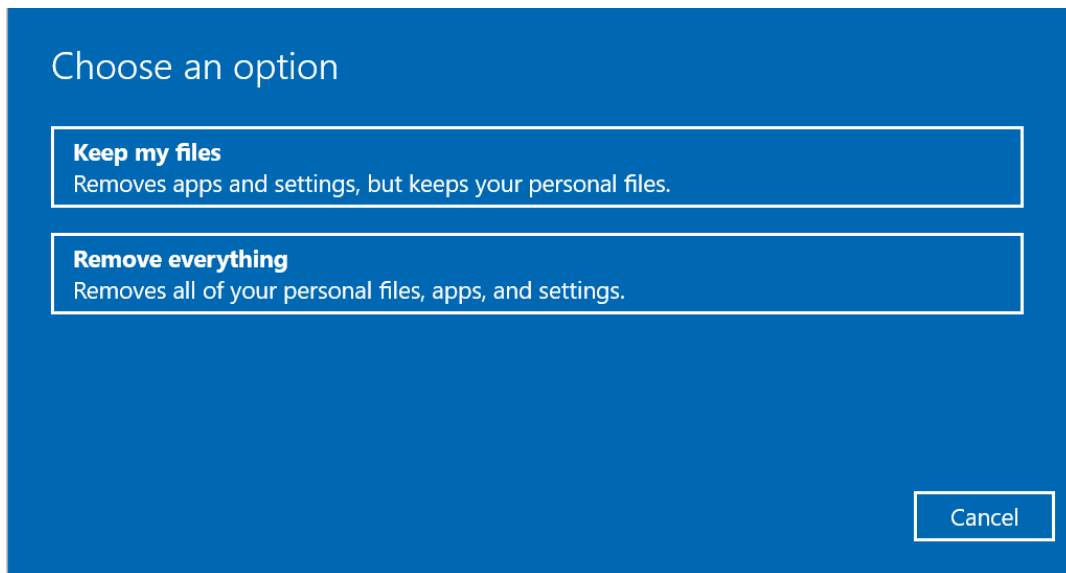 Choose an option
Keep my files
Removes apps and settings, but keeps your personal files.
Remove everything
Removes all of your personal files, apps, and settings.
Cancel